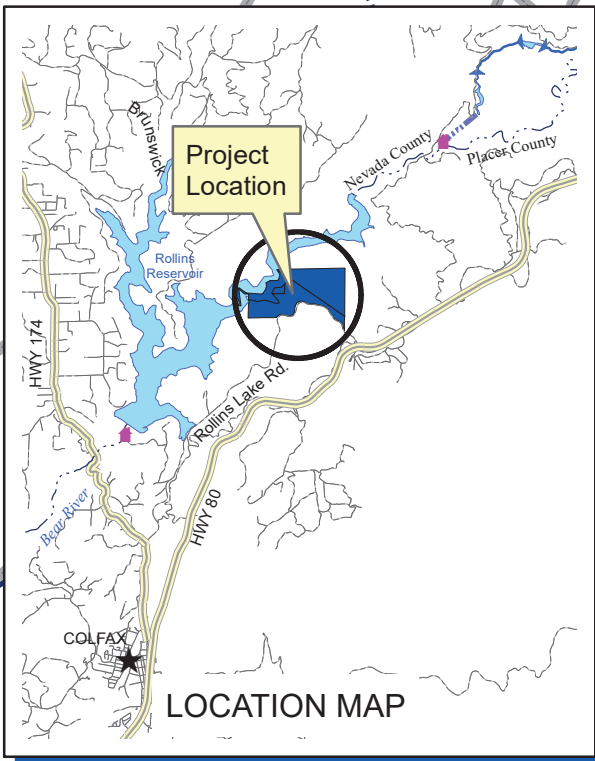 Brunswick
Project
Location
Nevada County
Placer County
Rollins
Reservoir
HWY 174
Rollins Lake Rd.
Bear River
HWY 80
COLFAX
LOCATION MAP